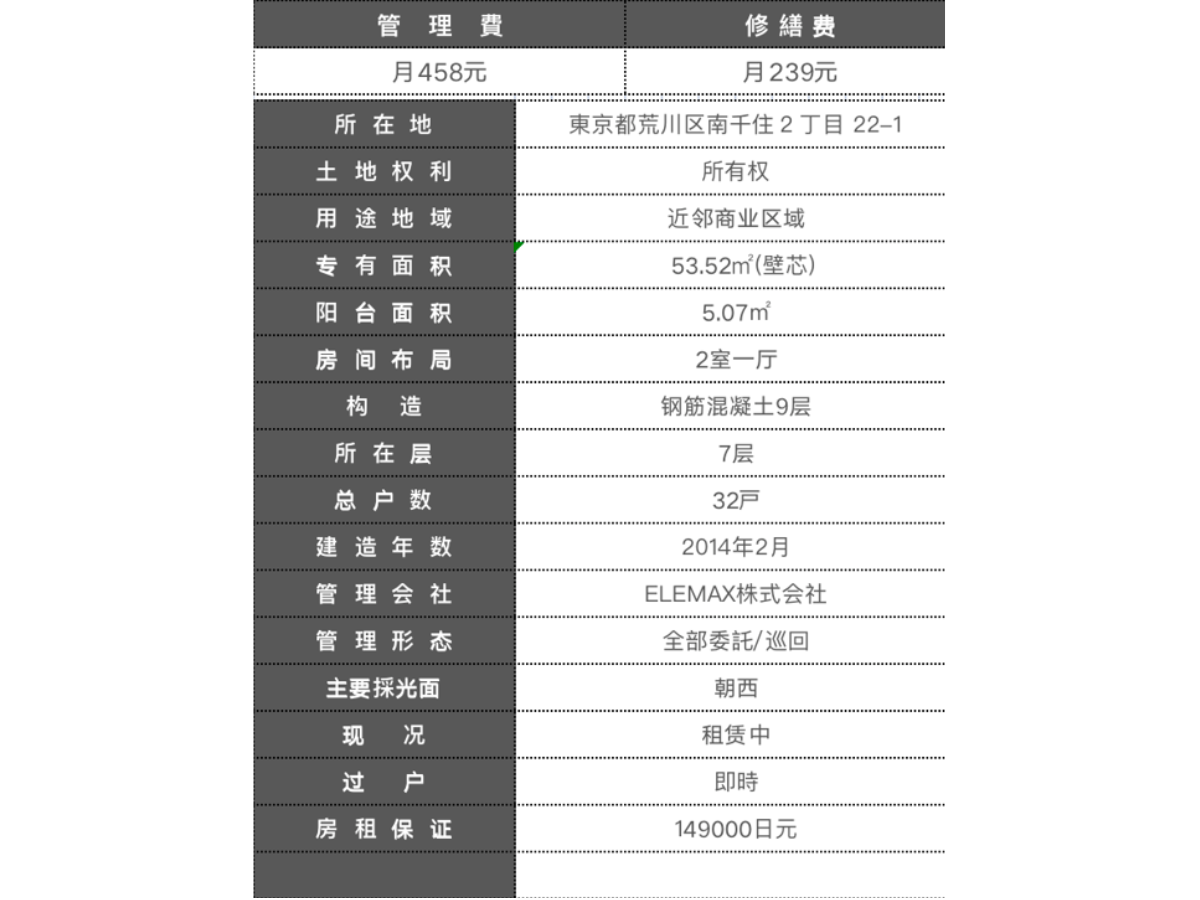 管理費 修繕费
月458元 月239元
所在地 東京都荒川区南千住2丁目 22-1
土地权利 所有权
用途地域 近邻商业区域
专有面积 53.52㎡(壁芯)
阳台面积 5.07㎡
房间布局 2室一厅
构造 钢筋混凝土9层
所在层 7层
总户数 32戸
建造年数 2014年2月
管理会社 ELEMAX株式会社
管理形态 全部委託/巡回
主要採光面 朝西
现况 租赁中
过户 即時
房租保证 149000日元